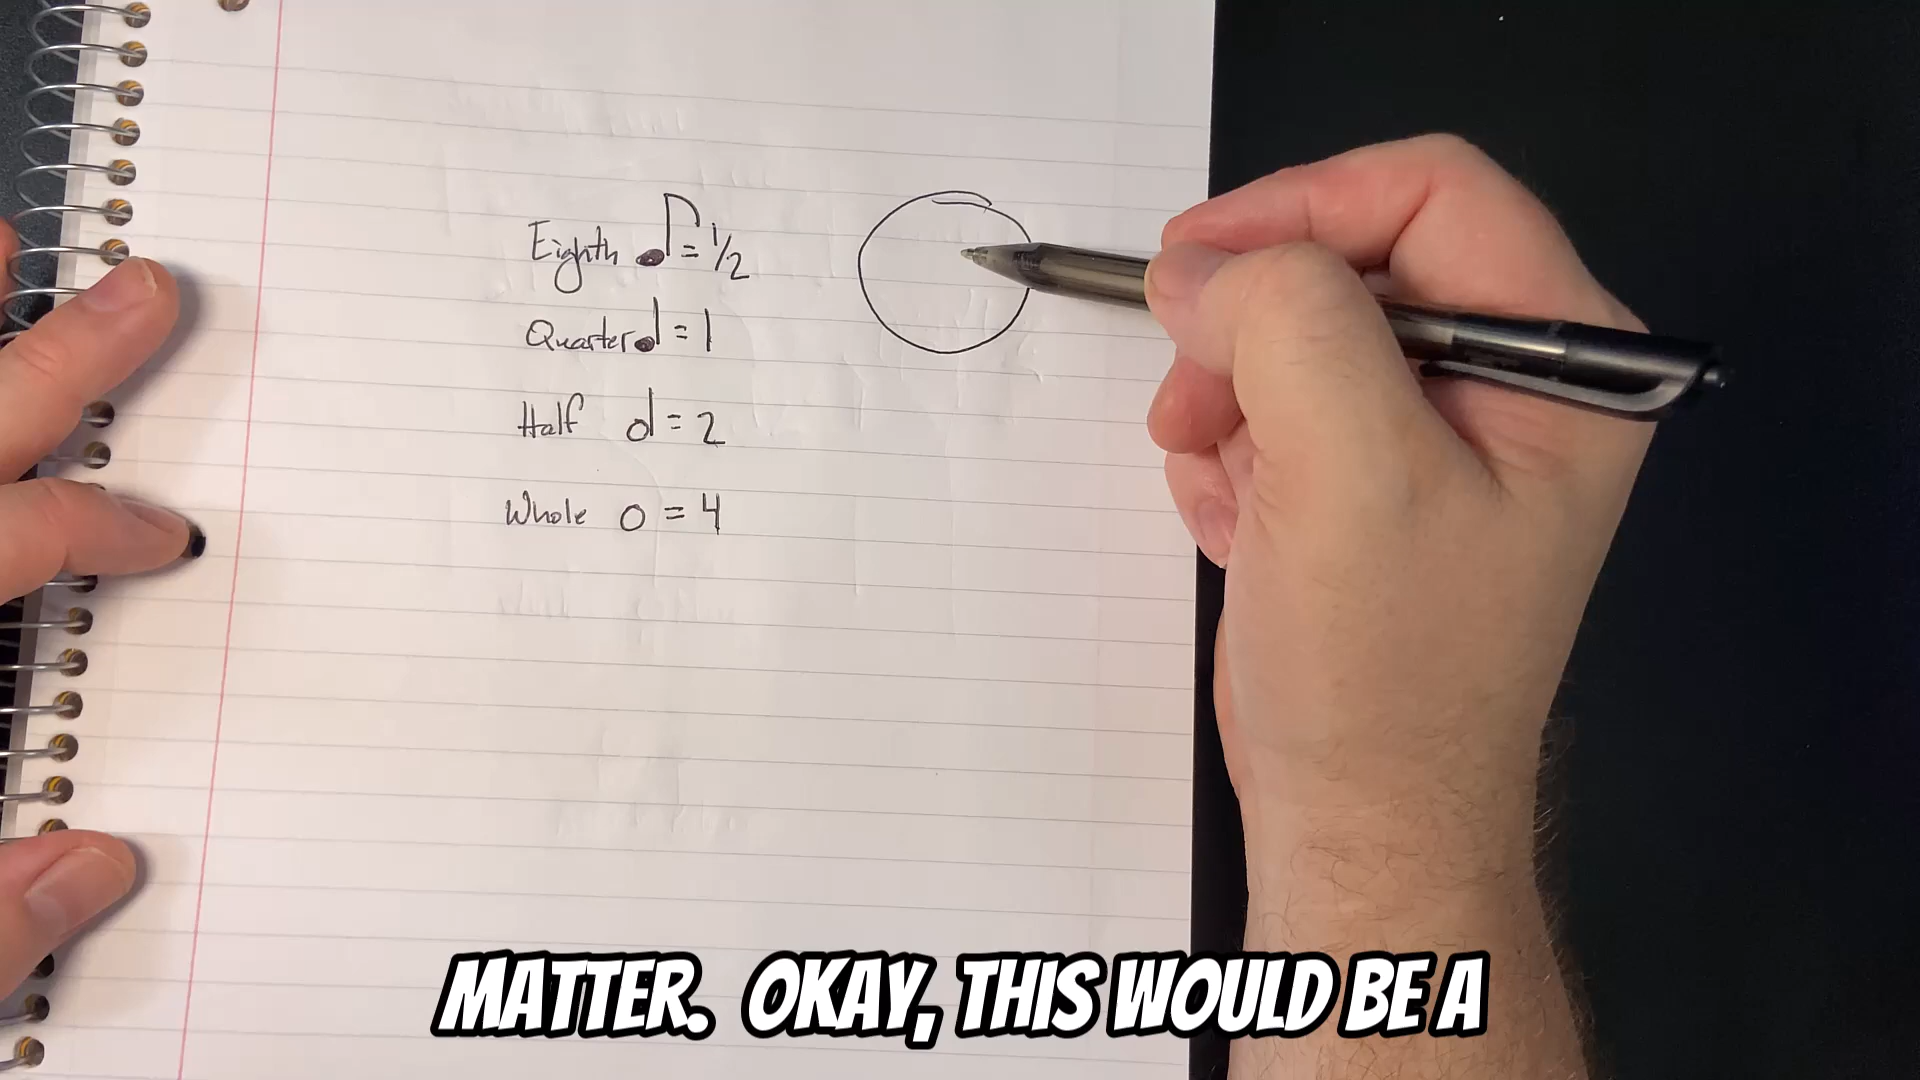 Eighth = 1/2
Quarter = 1
Half = 2
Whole = 4
MATTER. OKAY, THIS WOULD BE A